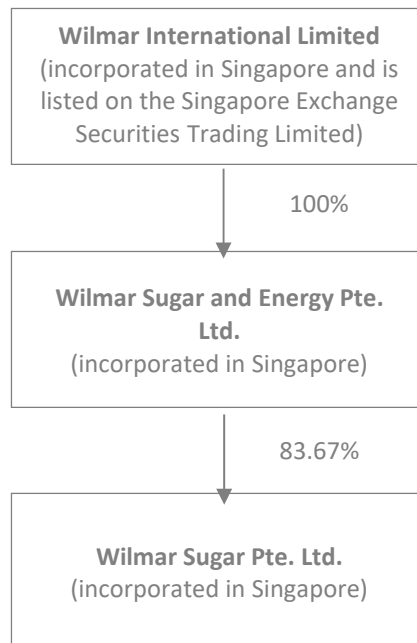 Wilmar International Limited
(incorporated in Singapore and is
listed on the Singapore Exchange
Securities Trading Limited)
100%
Wilmar Sugar and Energy Pte.
Ltd.
(incorporated in Singapore)
83.67%
Wilmar Sugar Pte. Ltd.
(incorporated in Singapore)